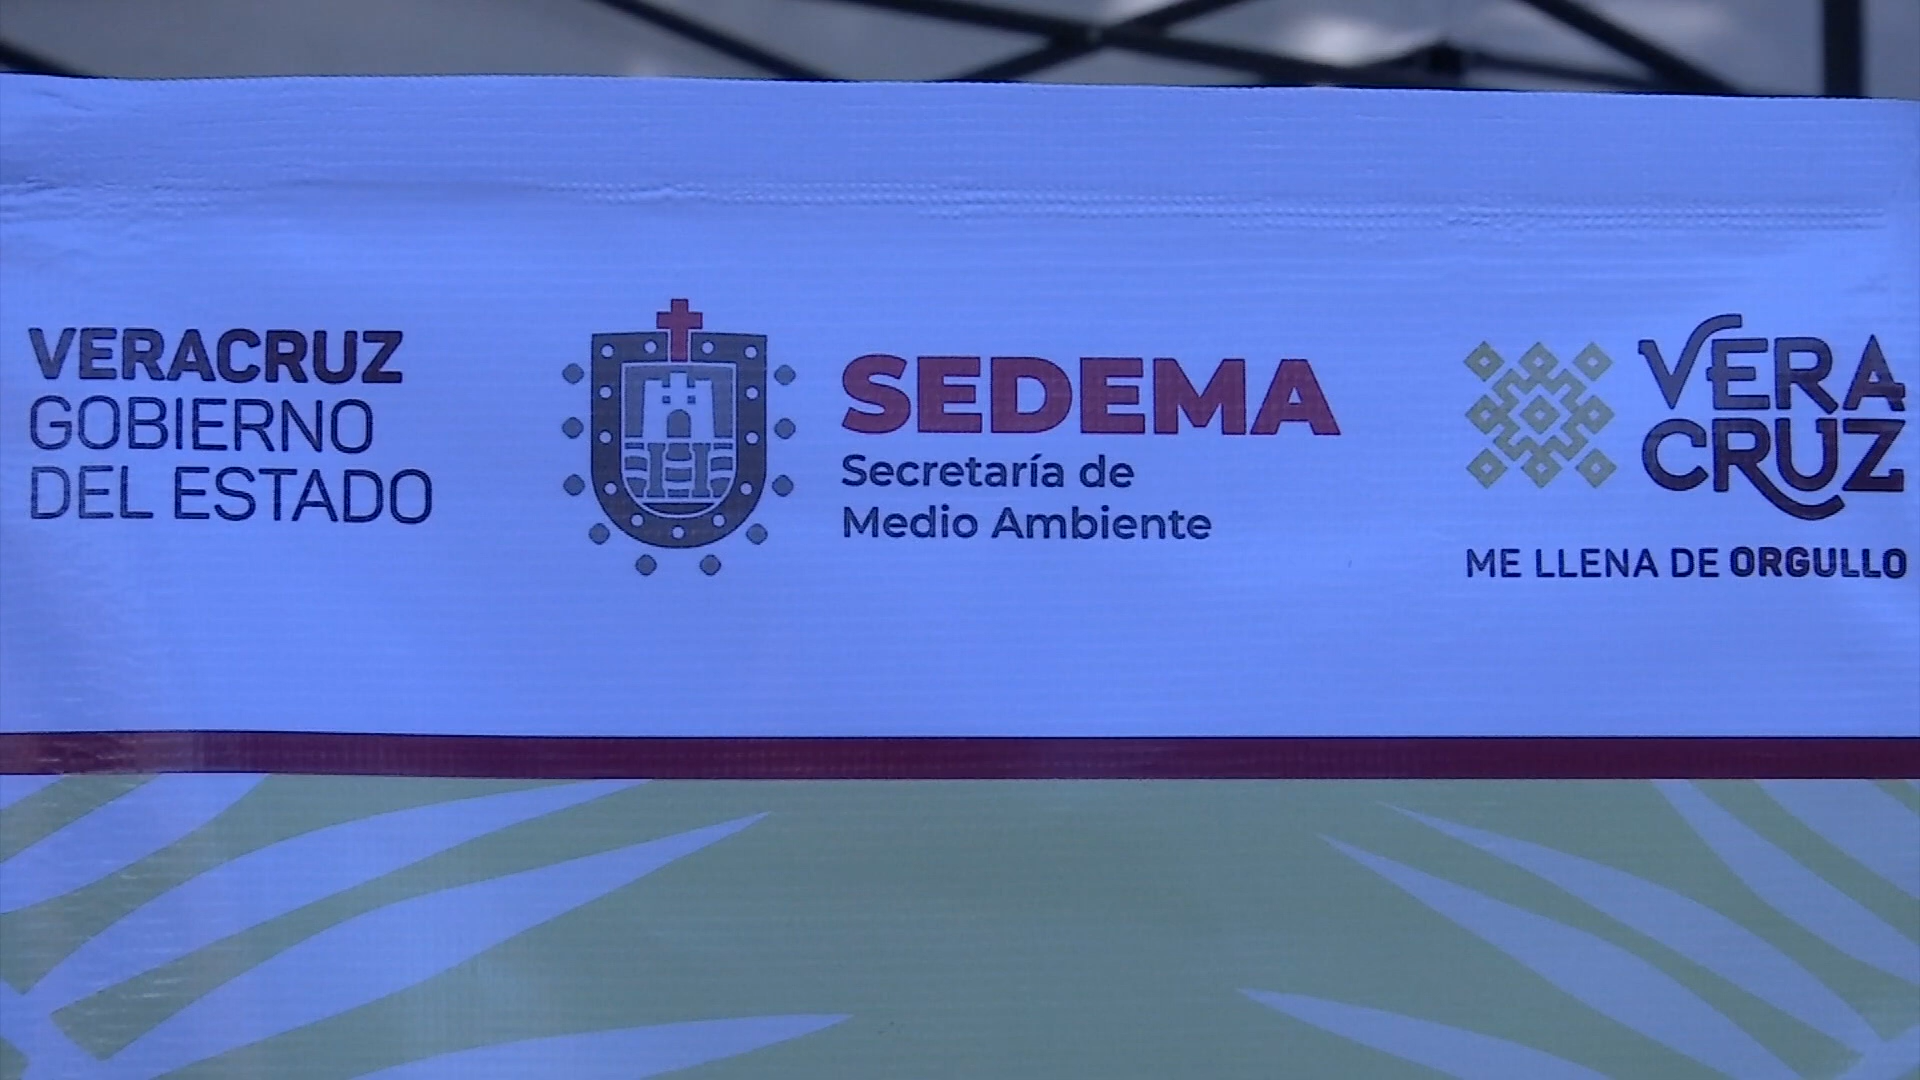 VERACRUZ
GOBIERNO
DEL ESTADO
SEDEMA
Secretaría de
Medio Ambiente
VERA
CRUZ
ME LLENA DE ORGULLO